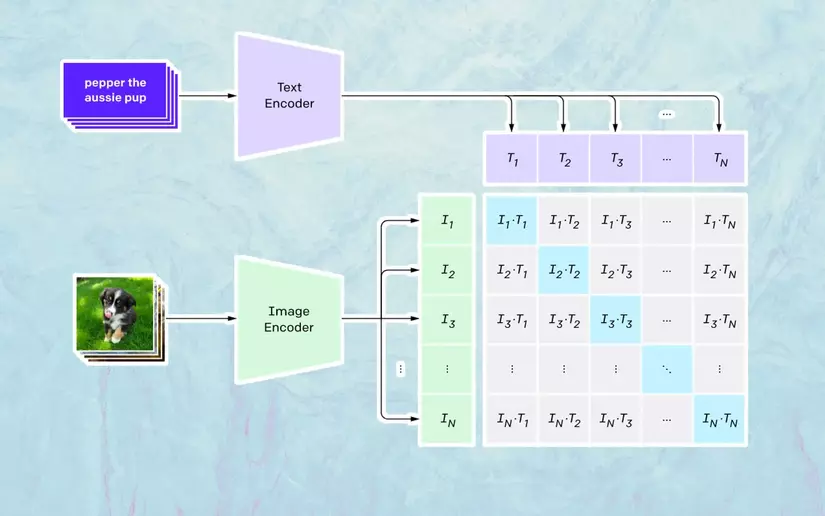 pepper the
aussie pup
Text
Encoder
...
T1 T2 T3 ... TN
I1 I1·T1 I1·T2 I1·T3 ... I1·TN
I2 I2·T1 I2·T2 I2·T3 ... I2·TN
Image
Encoder
I3 I3·T1 I3·T2 I3·T3 ... I3·TN
⋮ ⋮ ⋮ ⋮ ⋮ ⋱ ⋮
IN IN·T1 IN·T2 IN·T3 ... IN·TN